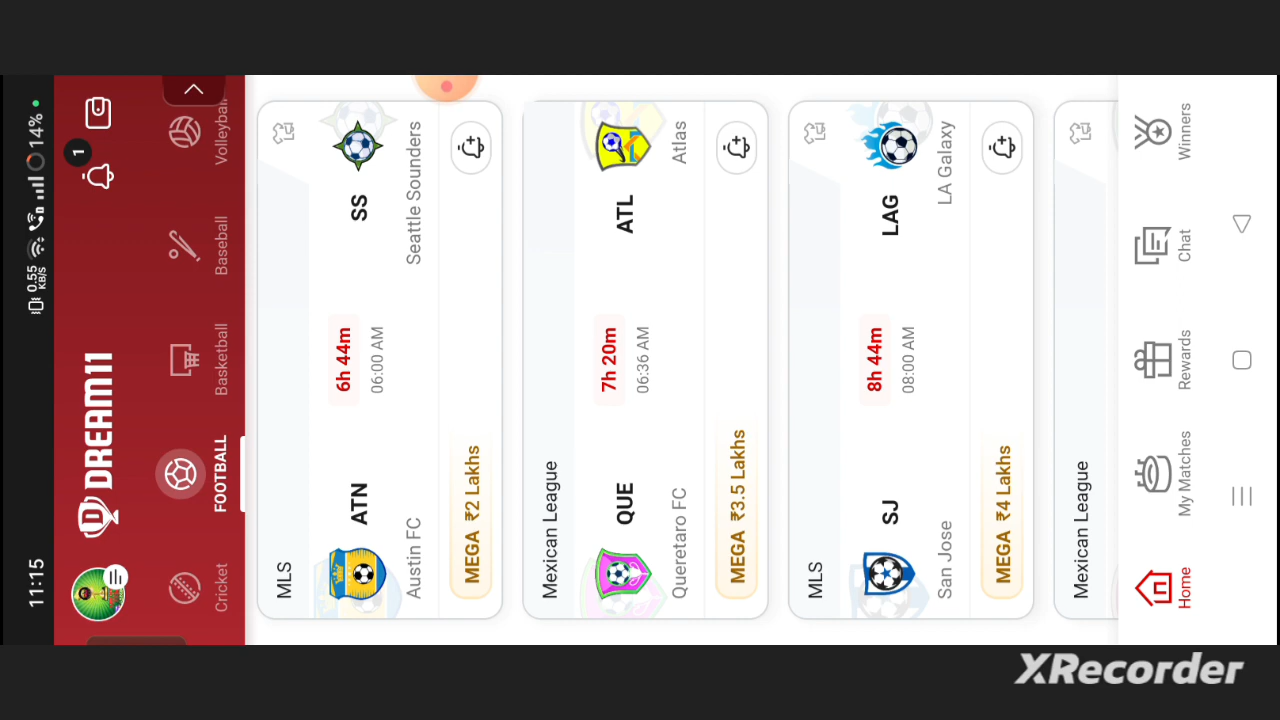 11:15
0.55
KB/S
14%
DREAM11
1
Cricket
FOOTBALL
Basketball
Baseball
Volleyball
MLS
ATN
6h 44m
SS
06:00 AM
Austin FC
Seattle Sounders
MEGA ₹2 Lakhs
Mexican League
QUE
7h 20m
ATL
06:36 AM
Queretaro FC
Atlas
MEGA ₹3.5 Lakhs
MLS
SJ
8h 44m
LAG
08:00 AM
San Jose
LA Galaxy
MEGA ₹4 Lakhs
Mexican League
Home
My Matches
Rewards
Chat
Winners
XRecorder